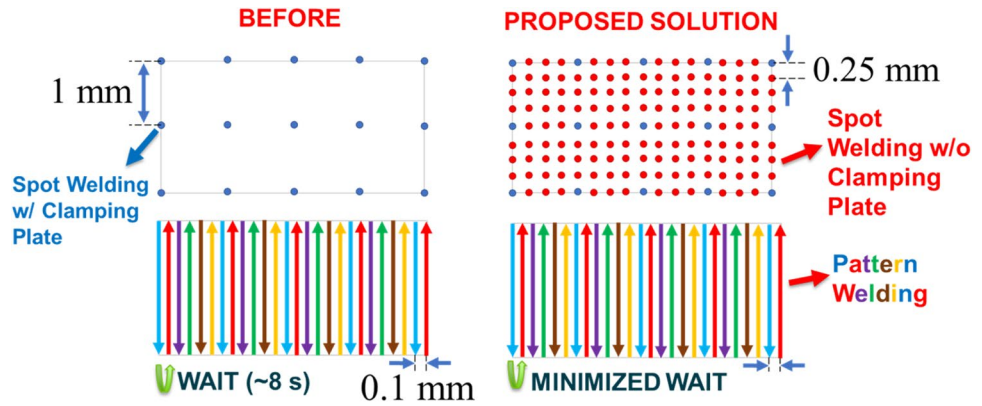 BEFORE
1 mm
Spot Welding
w/ Clamping
Plate
WAIT (~8 s)
0.1 mm
PROPOSED SOLUTION
0.25 mm
Spot
Welding w/o
Clamping
Plate
Pattern
Welding
MINIMIZED WAIT